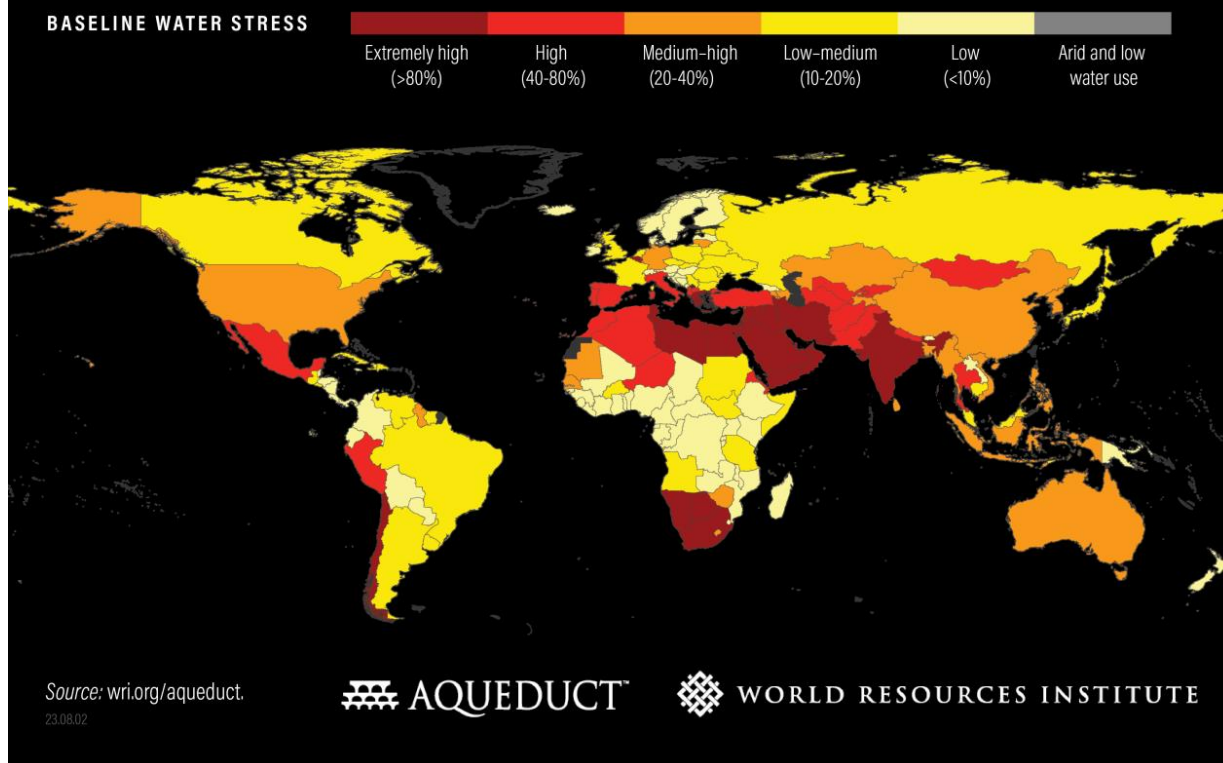 BASELINE WATER STRESS
Extremely high
(>80%)
High
(40-80%)
Medium–high
(20-40%)
Low–medium
(10-20%)
Low
(<10%)
Arid and low
water use
Source: wri.org/aqueduct.
23.08.02
AQUEDUCT™
WORLD RESOURCES INSTITUTE